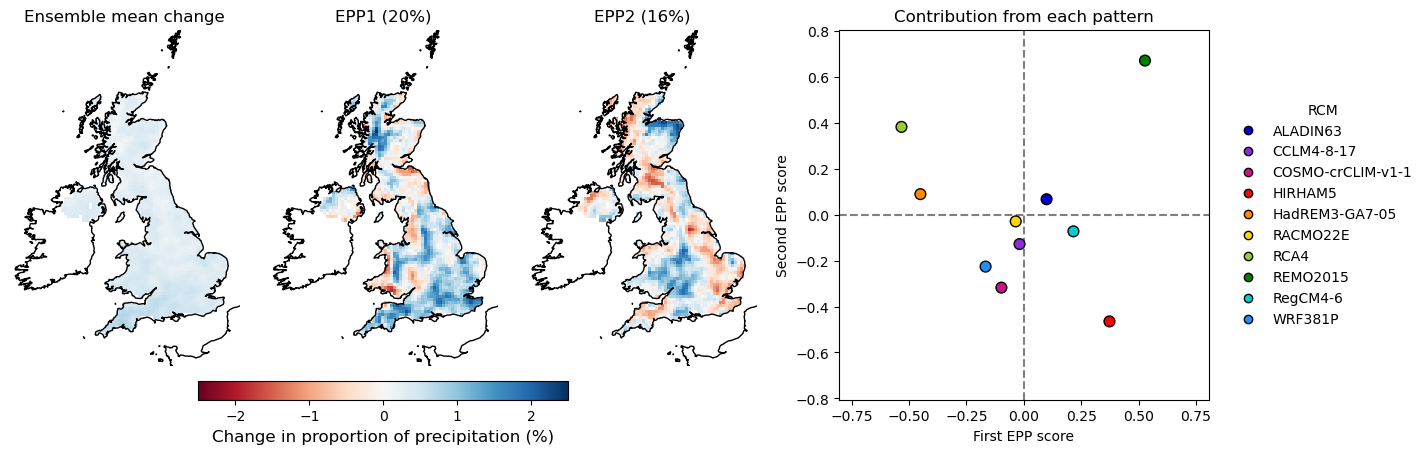 Ensemble mean change
EPP1 (20%)
EPP2 (16%)
Contribution from each pattern
−2 −1 0 1 2
Change in proportion of precipitation (%)
Second EPP score
0.8
0.6
0.4
0.2
0.0
−0.2
−0.4
−0.6
−0.8
−0.75 −0.50 −0.25 0.00 0.25 0.50 0.75
First EPP score
RCM
ALADIN63
CCLM4-8-17
COSMO-crCLIM-v1-1
HIRHAM5
HadREM3-GA7-05
RACMO22E
RCA4
REMO2015
RegCM4-6
WRF381P